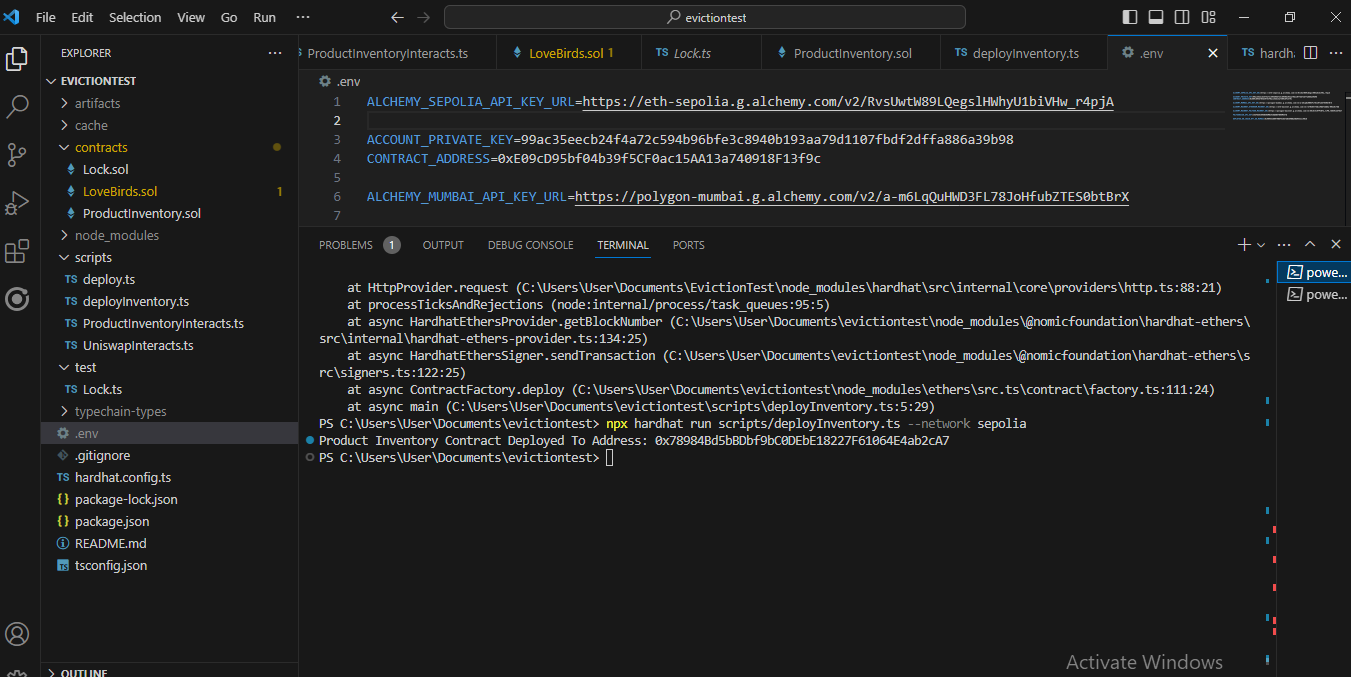 File Edit Selection View Go Run ··· evictiontest
EXPLORER ···
ProductInventoryInteracts.ts LoveBirds.sol 1 TS Lock.ts ProductInventory.sol TS deployInventory.ts .env TS hardh
EVICTIONTEST
artifacts
cache
contracts
Lock.sol
LoveBirds.sol 1
ProductInventory.sol
node_modules
scripts
TS deploy.ts
TS deployInventory.ts
TS ProductInventoryInteracts.ts
TS UniswapInteracts.ts
test
TS Lock.ts
typechain-types
.env
.gitignore
TS hardhat.config.ts
{} package-lock.json
{} package.json
README.md
tsconfig.json
OUTLINE
.env
1 ALCHEMY_SEPOLIA_API_KEY_URL=https://eth-sepolia.g.alchemy.com/v2/RvsUwtW89LQegslHWhyU1biVHw_r4pjA
2
3 ACCOUNT_PRIVATE_KEY=99ac35eecb24f4a72c594b96bfe3c8940b193aa79d1107fbdf2dffa886a39b98
4 CONTRACT_ADDRESS=0xE09cD95bf04b39f5CF0ac15AA13a740918F13f9c
5
6 ALCHEMY_MUMBAI_API_KEY_URL=https://polygon-mumbai.g.alchemy.com/v2/a-m6LqQuHWD3FL78JoHfubZTES0btBrX
7
PROBLEMS 1 OUTPUT DEBUG CONSOLE TERMINAL PORTS
powe...
powe...
at HttpProvider.request (C:\Users\User\Documents\EvictionTest\node_modules\hardhat\src\internal\core\providers\http.ts:88:21)
at processTicksAndRejections (node:internal/process/task_queues:95:5)
at async HardhatEthersProvider.getBlockNumber (C:\Users\User\Documents\evictiontest\node_modules\@nomicfoundation\hardhat-ethers\
src\internal\hardhat-ethers-provider.ts:134:25)
at async HardhatEthersSigner.sendTransaction (C:\Users\User\Documents\evictiontest\node_modules\@nomicfoundation\hardhat-ethers\s
rc\signers.ts:122:25)
at async ContractFactory.deploy (C:\Users\User\Documents\evictiontest\node_modules\ethers\src.ts\contract\factory.ts:111:24)
at async main (C:\Users\User\Documents\evictiontest\scripts\deployInventory.ts:5:29)
PS C:\Users\User\Documents\evictiontest> npx hardhat run scripts/deployInventory.ts --network sepolia
Product Inventory Contract Deployed To Address: 0x78984Bd5bBDbf9bC0DEbE18227F61064E4ab2cA7
PS C:\Users\User\Documents\evictiontest>
Activate Windows